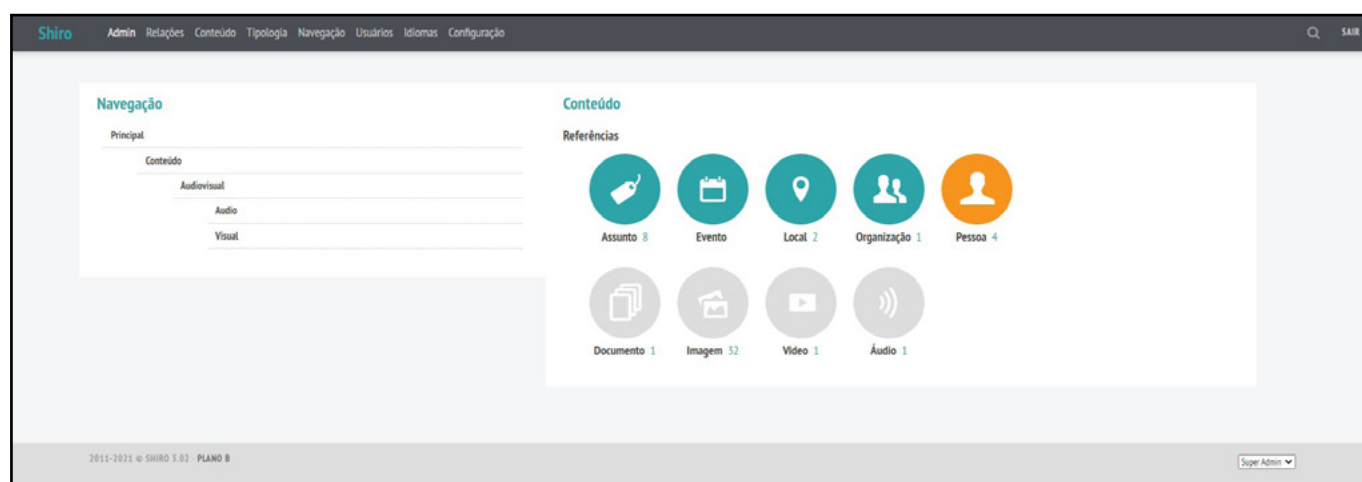 Shiro Admin Relações Conteúdo Tipologia Navegação Usuários Idiomas Configuração SAIR
Navegação
Principal
Conteúdo
Audiovisual
Audio
Visual
Conteúdo
Referências
Assunto 8 Evento Local 2 Organização 1 Pessoa 4
Documento 1 Imagem 32 Vídeo 1 Áudio 1
2011-2021 © SHIRO 3.02 · PLANO B
Super Admin